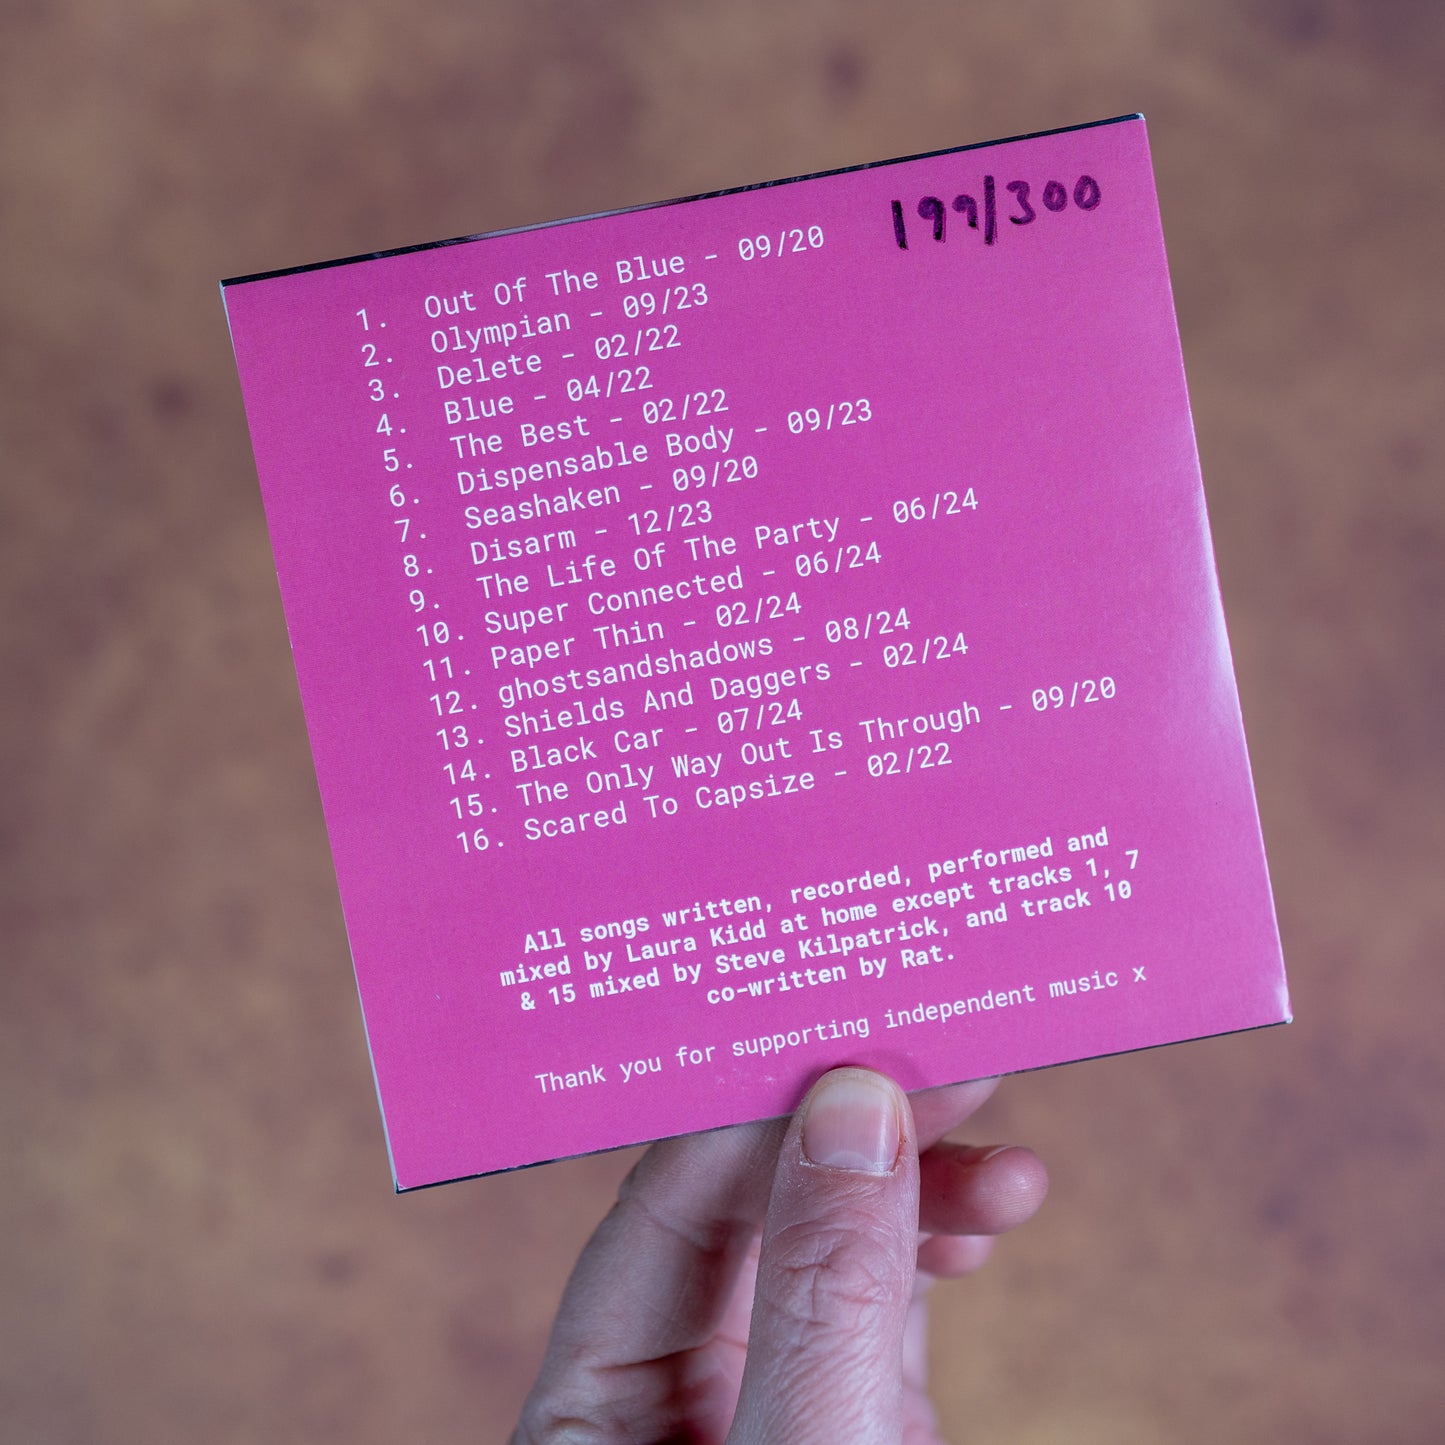 199/300
1. Out Of The Blue - 09/20
2. Olympian - 09/23
3. Delete - 02/22
4. Blue - 04/22
5. The Best - 02/22
6. Dispensable Body - 09/23
7. Seashaken - 09/20
8. Disarm - 12/23
9. The Life Of The Party - 06/24
10. Super Connected - 06/24
11. Paper Thin - 02/24
12. ghostsandshadows - 08/24
13. Shields And Daggers - 02/24
14. Black Car - 07/24
15. The Only Way Out Is Through - 09/20
16. Scared To Capsize - 02/22
All songs written, recorded, performed and
mixed by Laura Kidd at home except tracks 1, 7
& 15 mixed by Steve Kilpatrick, and track 10
co-written by Rat.
Thank you for supporting independent music x